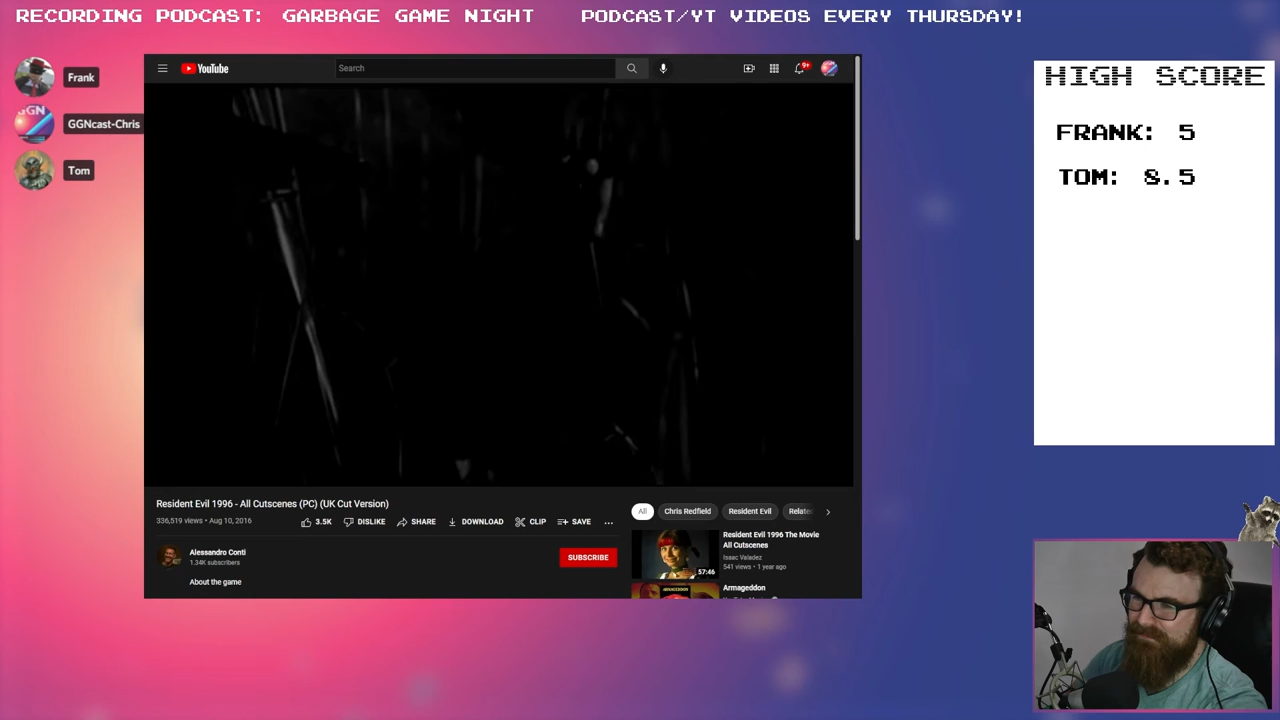 RECORDING PODCAST: GARBAGE GAME NIGHT PODCAST/YT VIDEOS EVERY THURSDAY!
Frank
GGN
GGNcast-Chris
Tom
YouTube
Search
9+
HIGH SCORE
FRANK: 5
TOM: 8.5
Resident Evil 1996 - All Cutscenes (PC) (UK Cut Version)
336,519 views • Aug 10, 2016
3.5K
DISLIKE
SHARE
DOWNLOAD
CLIP
SAVE
...
Alessandro Conti
1.34K subscribers
SUBSCRIBE
About the game
All
Chris Redfield
Resident Evil
Relate
57:46
Resident Evil 1996 The Movie
All Cutscenes
Isaac Valadez
541 views • 1 year ago
ARMAGEDDON
Armageddon